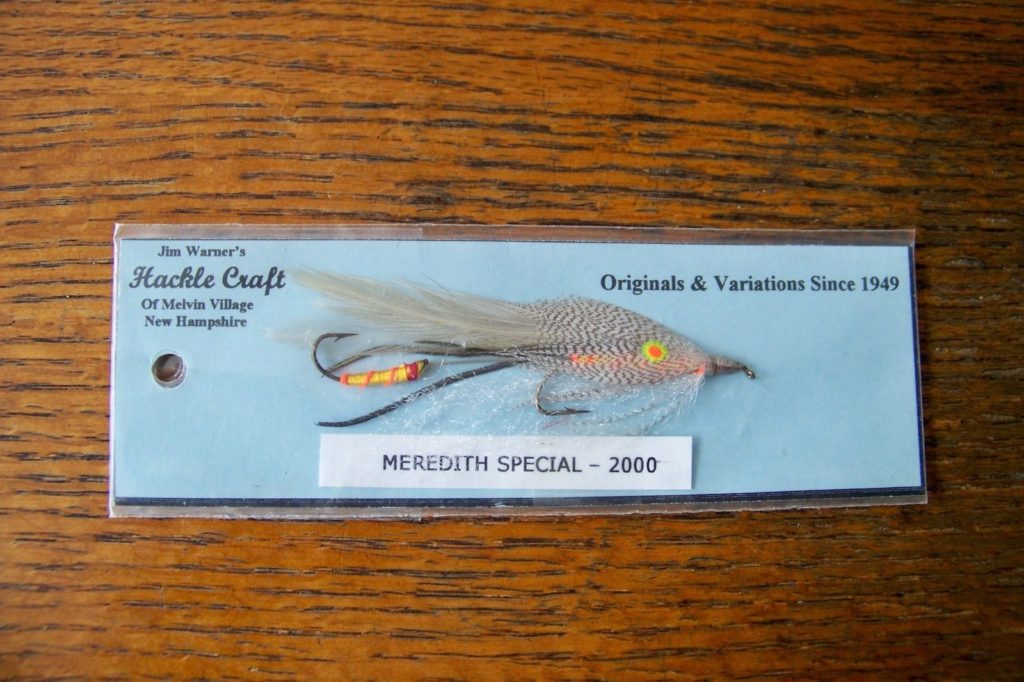 Jim Warner's
Hackle Craft
Of Melvin Village
New Hampshire
Originals & Variations Since 1949
MEREDITH SPECIAL – 2000